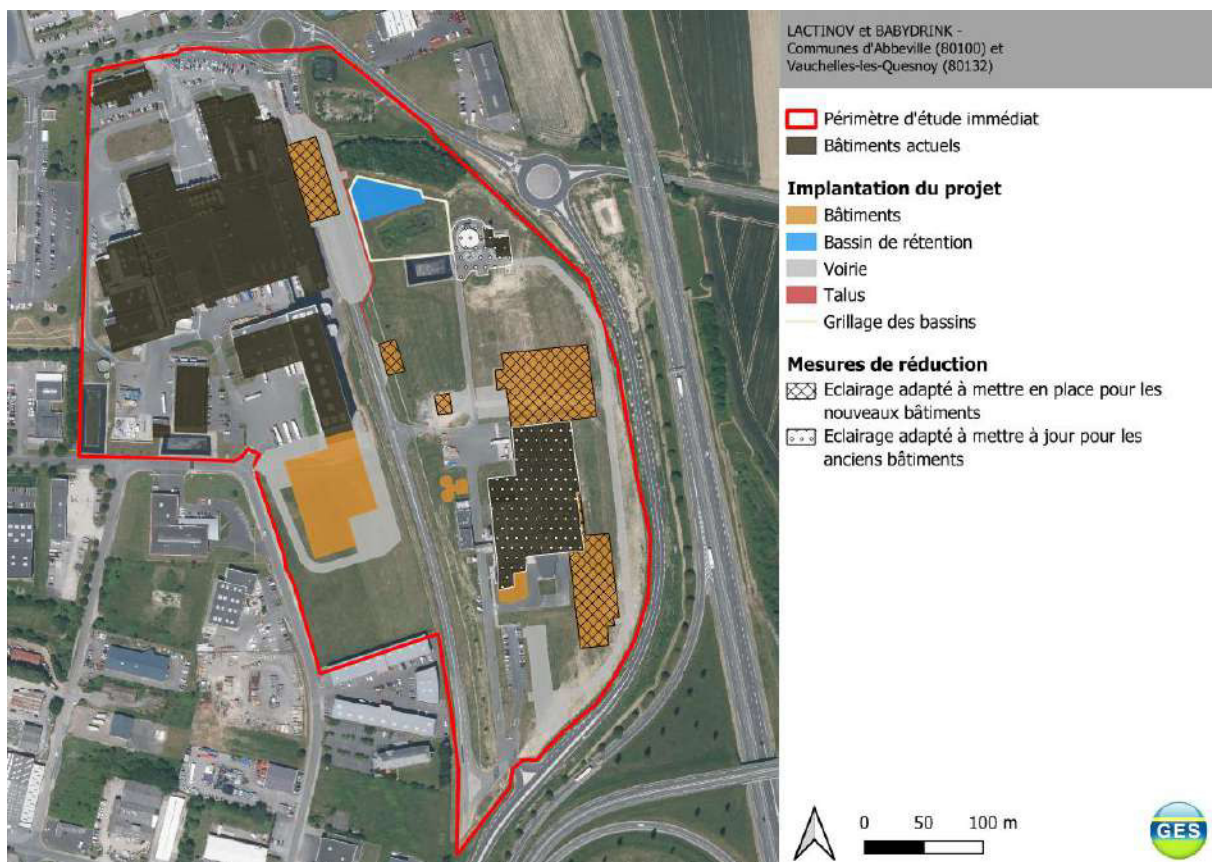 LACTINOV et BABYDRINK -
Communes d'Abbeville (80100) et
Vauchelles-les-Quesnoy (80132)
Périmètre d'étude immédiat
Bâtiments actuels
Implantation du projet
Bâtiments
Bassin de rétention
Voirie
Talus
Grillage des bassins
Mesures de réduction
Eclairage adapté à mettre en place pour les
nouveaux bâtiments
Eclairage adapté à mettre à jour pour les
anciens bâtiments
0 50 100 m
GES